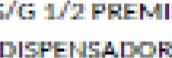 S/G 1/2 PREMI
DISPENSADOR